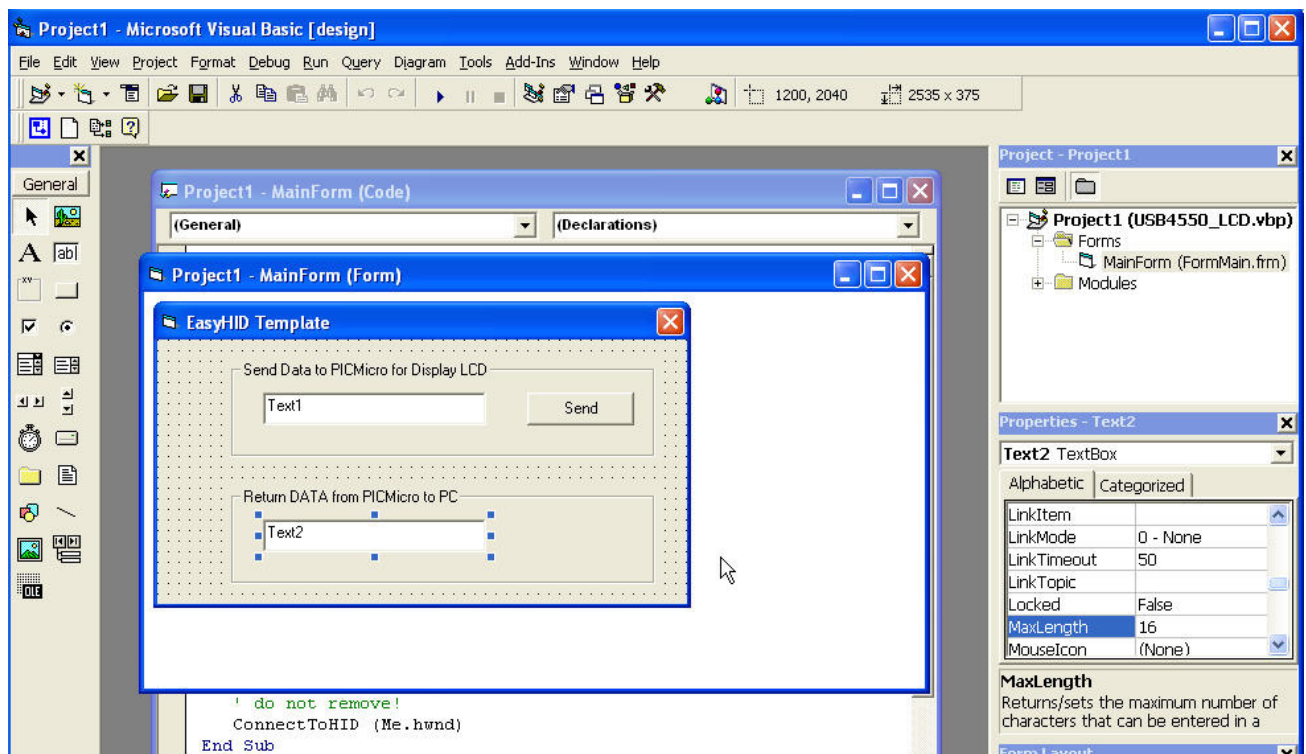 Project1 - Microsoft Visual Basic [design]
File Edit View Project Format Debug Run Query Diagram Tools Add-Ins Window Help
1200, 2040
2535 x 375
General
A
ab|
xv
OLE
Project1 - MainForm (Code)
(General)
(Declarations)
Project1 - MainForm (Form)
EasyHID Template
Send Data to PICMicro for Display LCD
Text1
Send
Return DATA from PICMicro to PC
Text2
' do not remove!
ConnectToHID (Me.hwnd)
End Sub
Project - Project1
Project1 (USB4550_LCD.vbp)
Forms
MainForm (FormMain.frm)
Modules
Properties - Text2
Text2 TextBox
Alphabetic Categorized
LinkItem
LinkMode 0 - None
LinkTimeout 50
LinkTopic
Locked False
MaxLength 16
MouseIcon (None)
MaxLength
Returns/sets the maximum number of
characters that can be entered in a
Form Layout